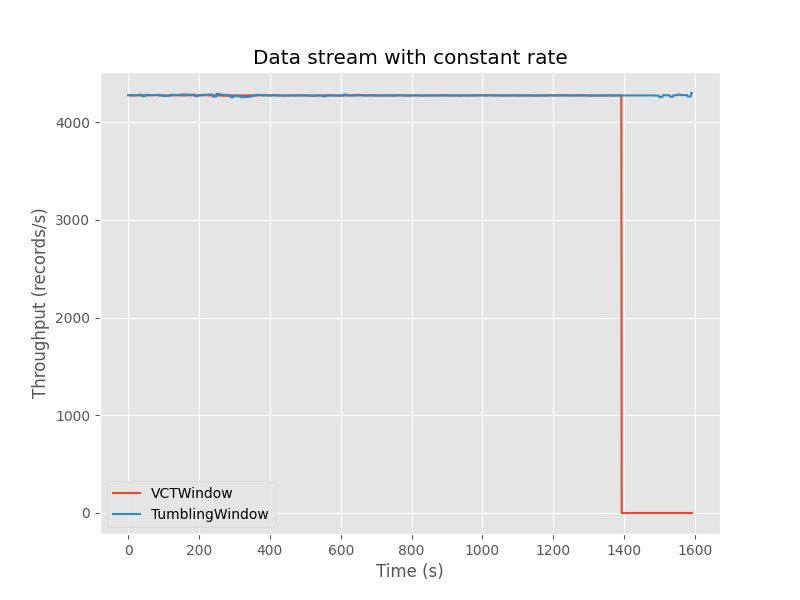 Data stream with constant rate
Throughput (records/s)
4000
3000
2000
1000
0
VCTWindow
TumblingWindow
0 200 400 600 800 1000 1200 1400 1600
Time (s)